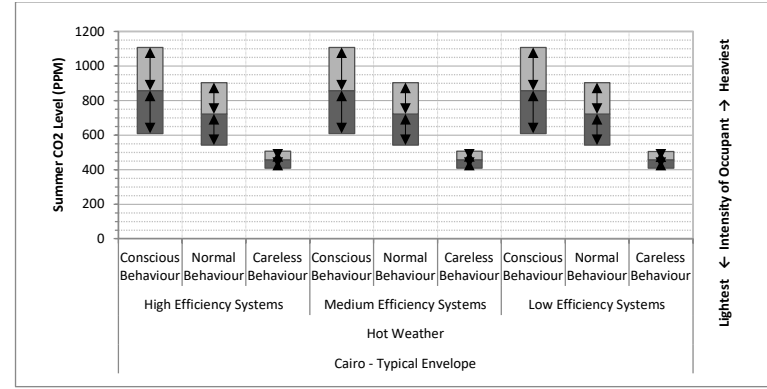 Summer CO2 Level (PPM)
1200
1000
800
600
400
200
0
Conscious Behaviour
Normal Behaviour
Careless Behaviour
Conscious Behaviour
Normal Behaviour
Careless Behaviour
Conscious Behaviour
Normal Behaviour
Careless Behaviour
High Efficiency Systems
Medium Efficiency Systems
Low Efficiency Systems
Hot Weather
Cairo - Typical Envelope
Lightest ← Intensity of Occupant → Heaviest